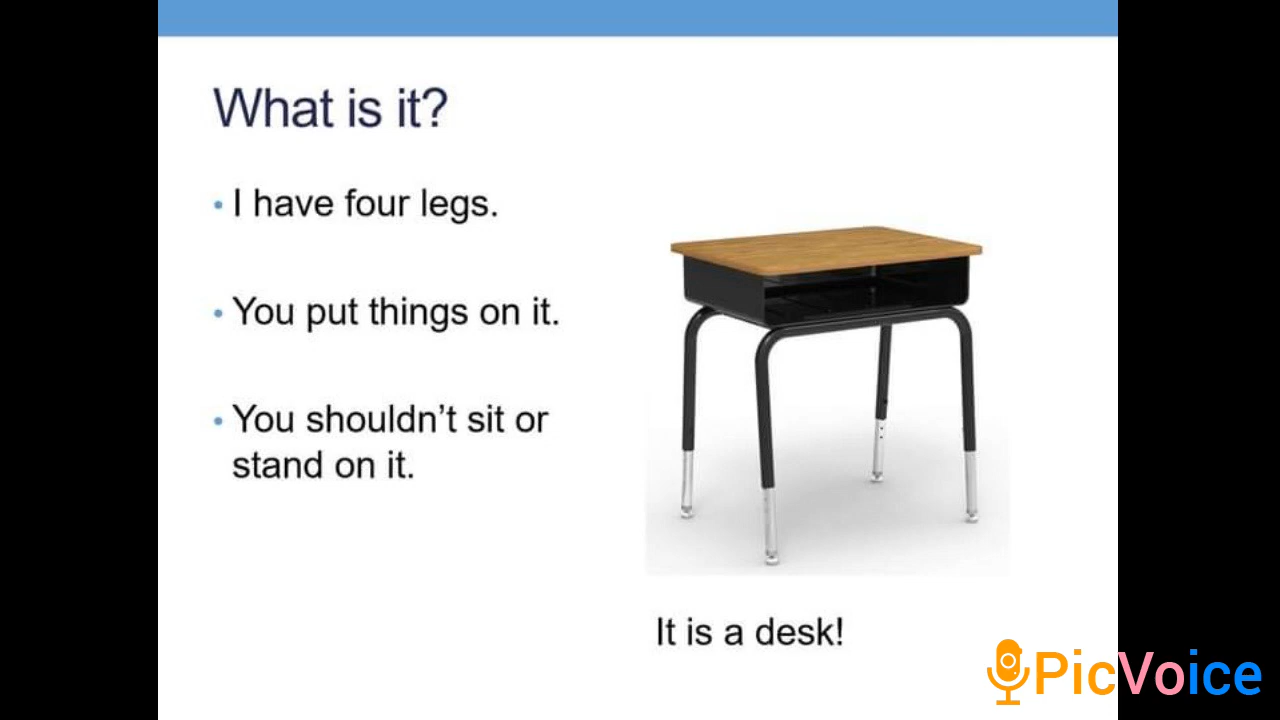 What is it?
• I have four legs.
• You put things on it.
• You shouldn’t sit or
stand on it.
It is a desk!
PicVoice